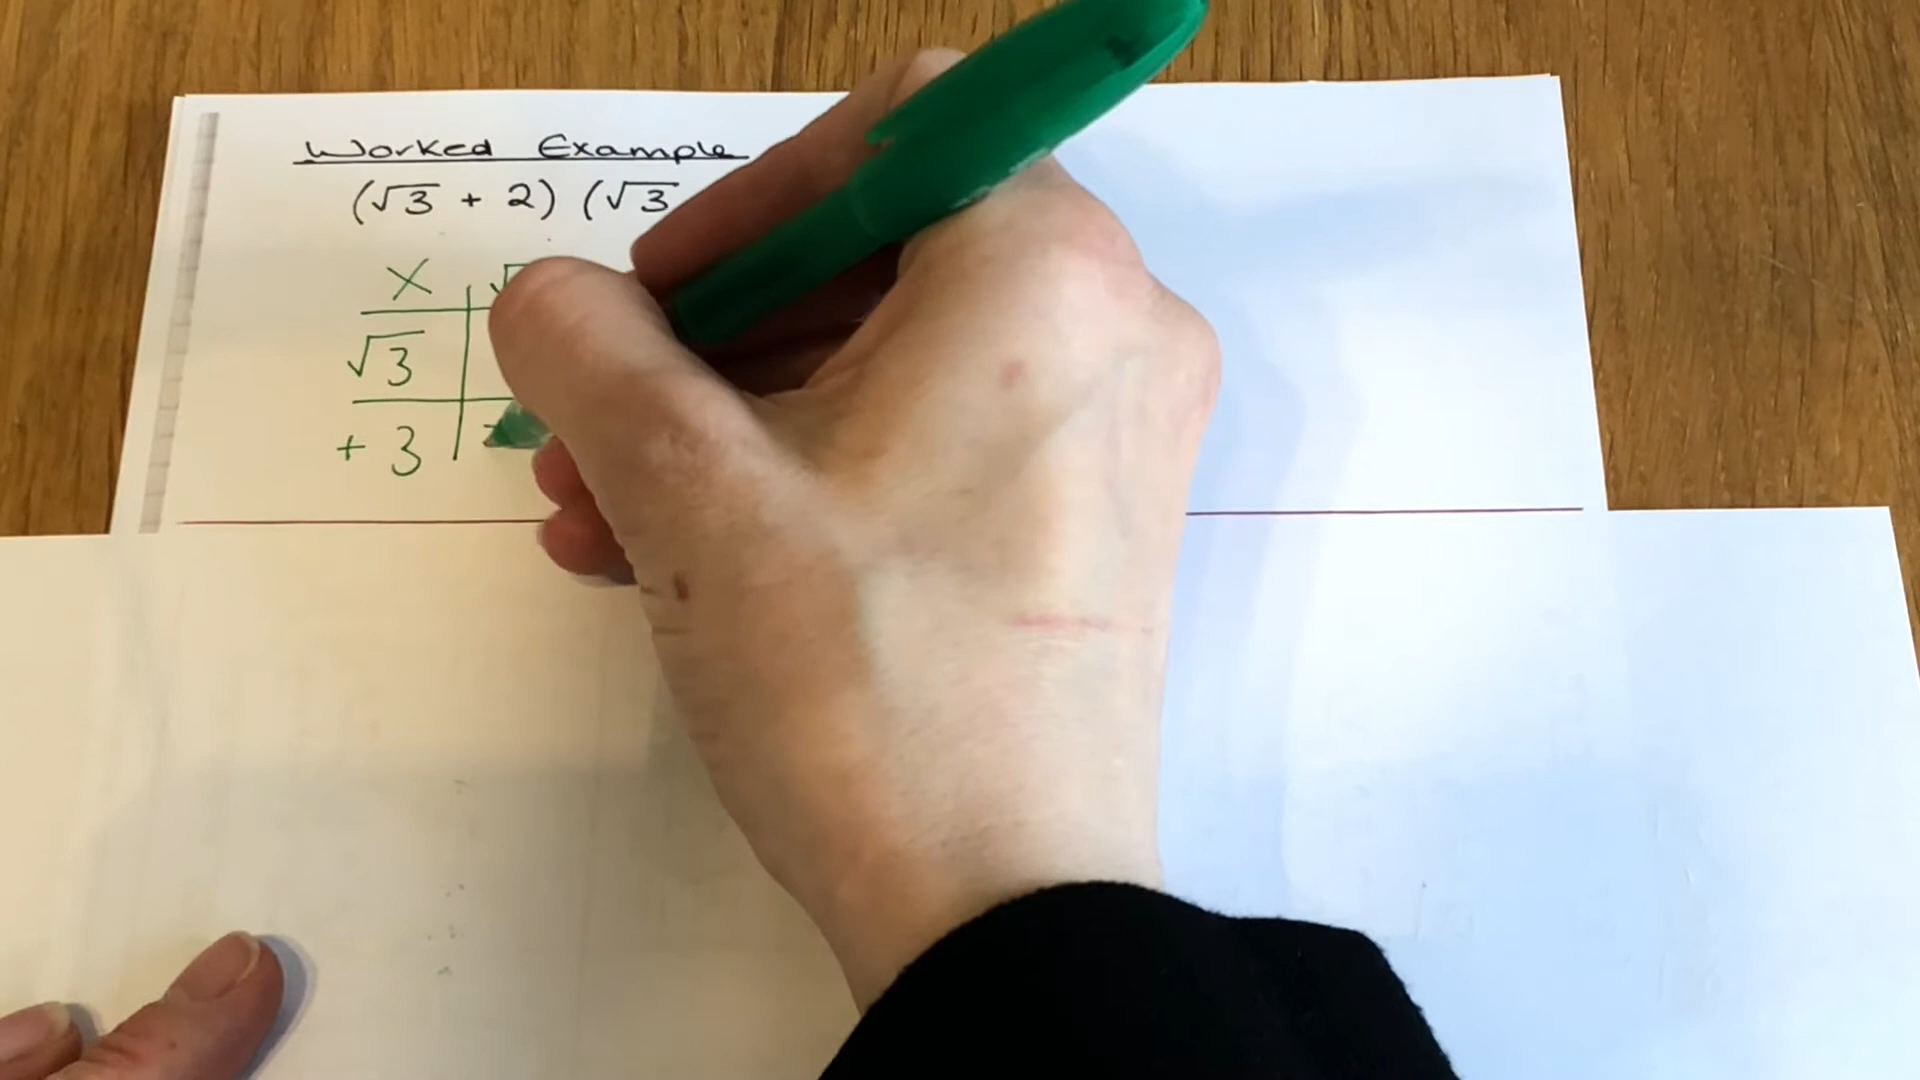 Worked Example
(√3 + 2) (√3
× √
√3
+ 3